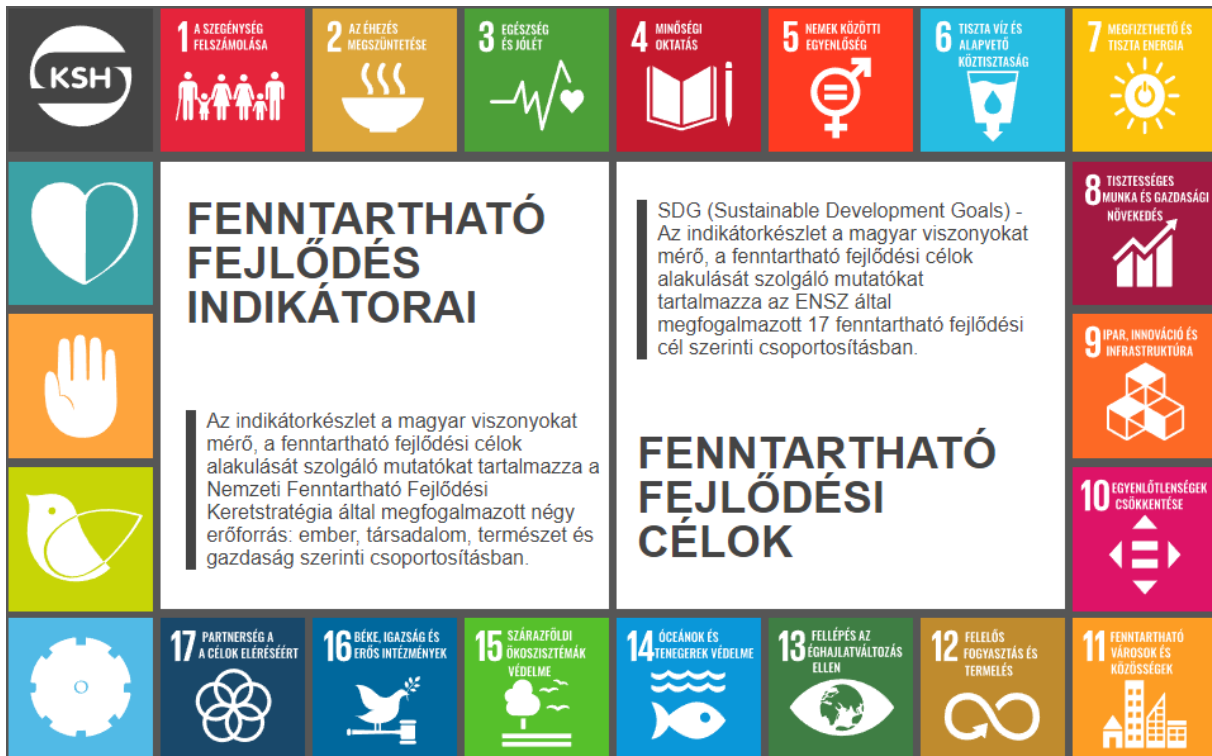 KSH
1 A SZEGÉNYSÉG
FELSZÁMOLÁSA
2 AZ ÉHEZÉS
MEGSZÜNTETÉSE
3 EGÉSZSÉG
ÉS JÓLÉT
4 MINŐSÉGI
OKTATÁS
5 NEMEK KÖZÖTTI
EGYENLŐSÉG
6 TISZTA VÍZ ÉS
ALAPVETŐ
KÖZTISZTASÁG
7 MEGFIZETHETŐ ÉS
TISZTA ENERGIA
FENNTARTHATÓ
FEJLŐDÉS
INDIKÁTORAI
Az indikátorkészlet a magyar viszonyokat
mérő, a fenntartható fejlődési célok
alakulását szolgáló mutatókat tartalmazza a
Nemzeti Fenntartható Fejlődési
Keretstratégia által megfogalmazott négy
erőforrás: ember, társadalom, természet és
gazdaság szerinti csoportosításban.
SDG (Sustainable Development Goals) -
Az indikátorkészlet a magyar viszonyokat
mérő, a fenntartható fejlődési célok
alakulását szolgáló mutatókat
tartalmazza az ENSZ által
megfogalmazott 17 fenntartható fejlődési
cél szerinti csoportosításban.
FENNTARTHATÓ
FEJLŐDÉSI
CÉLOK
8 TISZTESSÉGES
MUNKA ÉS GAZDASÁGI
NÖVEKEDÉS
9 IPAR, INNOVÁCIÓ ÉS
INFRASTRUKTÚRA
10 EGYENLŐTLENSÉGEK
CSÖKKENTÉSE
17 PARTNERSÉG A
A CÉLOK ELÉRÉSÉÉRT
16 BÉKE, IGAZSÁG ÉS
ERŐS INTÉZMÉNYEK
15 SZÁRAZFÖLDI
ÖKOSZISZTÉMÁK
VÉDELME
14 ÓCEÁNOK ÉS
TENEGEREK VÉDELME
13 FELLÉPÉS AZ
ÉGHAJLATVÁLTOZÁS
ELLEN
12 FELELŐS
FOGYASZTÁS ÉS
TERMELÉS
11 FENNTARTHATÓ
VÁROSOK ÉS
KÖZÖSSÉGEK